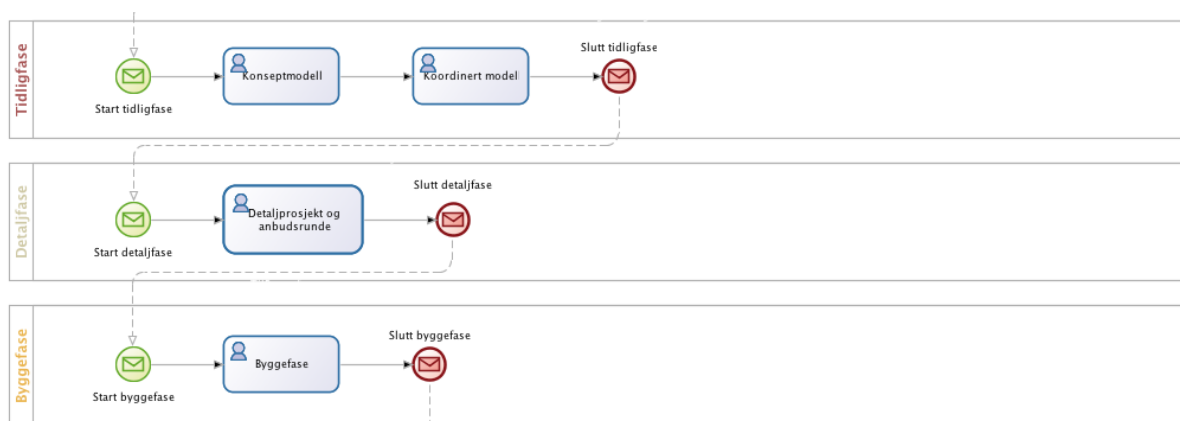 Tidligfase
Slutt tidligfase
Konseptmodell
Koordinert modell
Start tidligfase
Detaljfase
Slutt detaljfase
Detaljprosjekt og
anbudsrunde
Start detaljfase
Byggefase
Slutt byggefase
Byggefase
Start byggefase